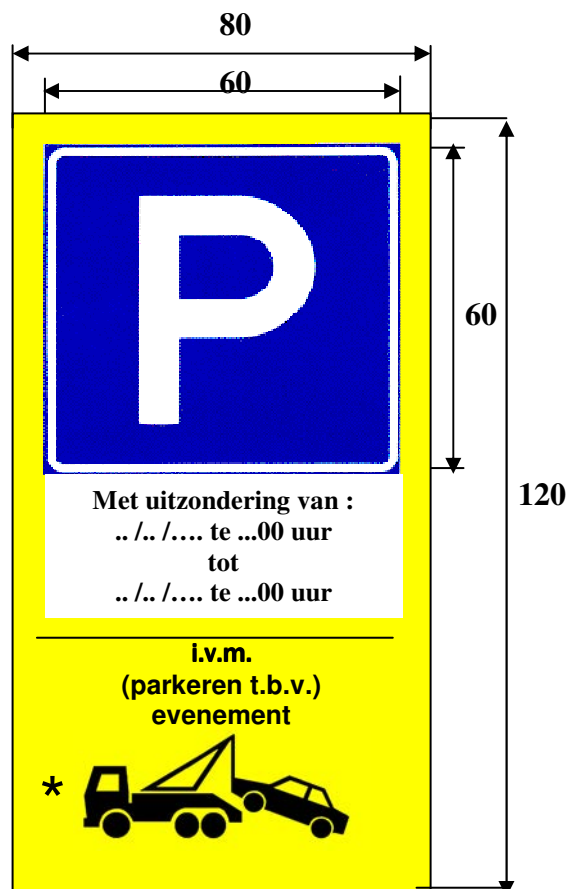 80
60
P
60
120
Met uitzondering van :
.. /.. /.... te ...00 uur
tot
.. /.. /.... te ...00 uur
i.v.m.
(parkeren t.b.v.)
evenement
*